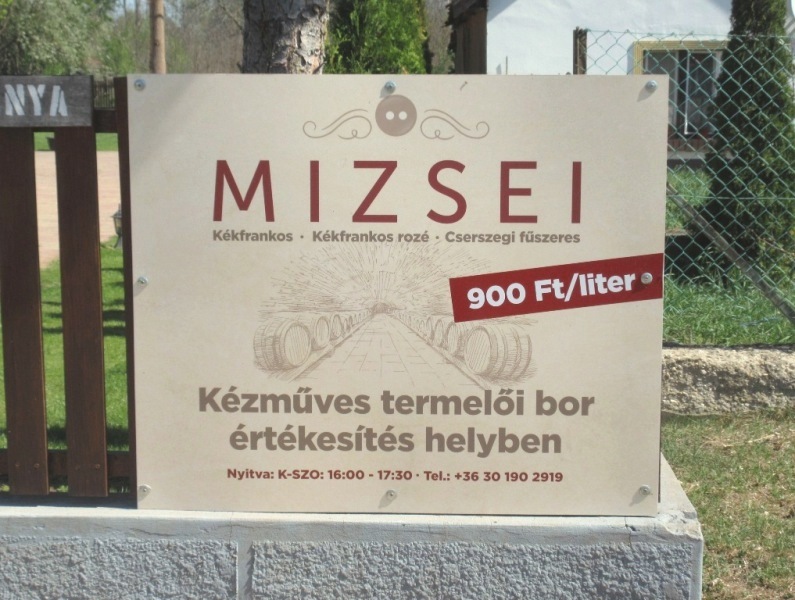 NYA
MIZSEI
Kékfrankos · Kékfrankos rozé · Cserszegi fűszeres
900 Ft/liter
Kézműves termelői bor
értékesítés helyben
Nyitva: K-SZO: 16:00 - 17:30 · Tel.: +36 30 190 2919